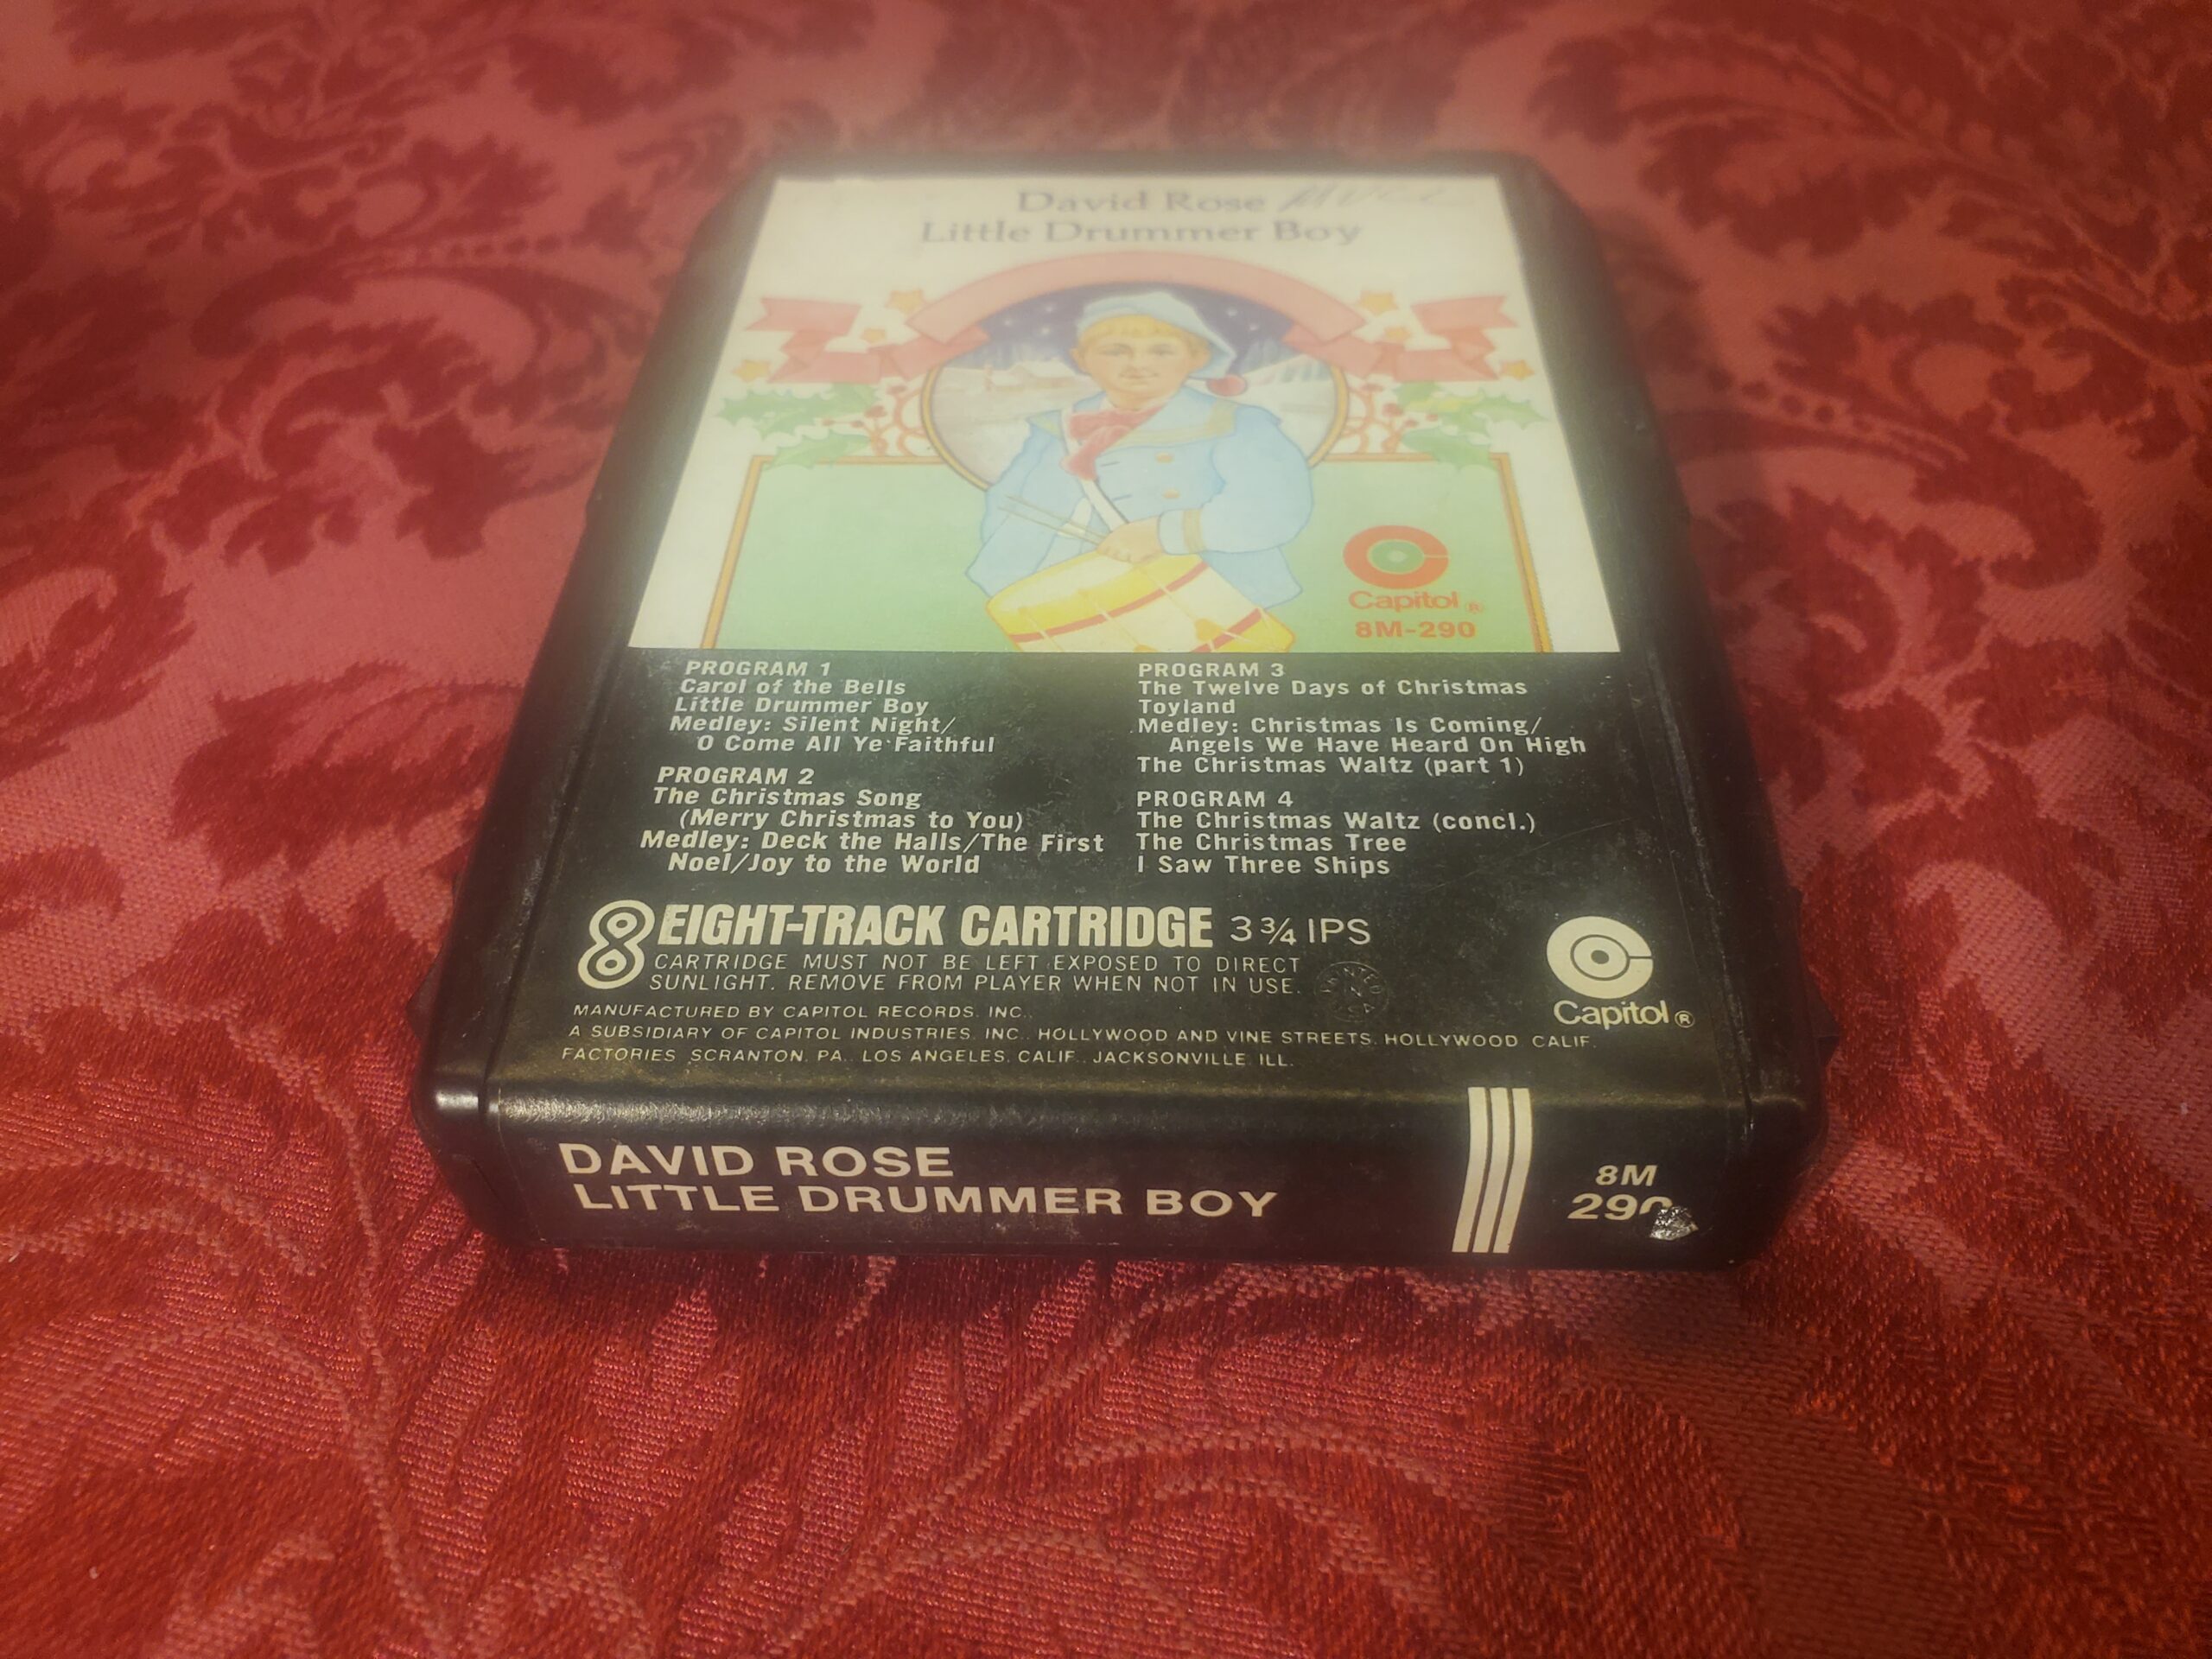 David Rose
Little Drummer Boy
Capitol ®
8M-290
PROGRAM 1
Carol of the Bells
Little Drummer Boy
Medley: Silent Night/
O Come All Ye Faithful
PROGRAM 2
The Christmas Song
(Merry Christmas to You)
Medley: Deck the Halls/The First
Noel/Joy to the World
PROGRAM 3
The Twelve Days of Christmas
Toyland
Medley: Christmas Is Coming/
Angels We Have Heard On High
The Christmas Waltz (part 1)
PROGRAM 4
The Christmas Waltz (concl.)
The Christmas Tree
I Saw Three Ships
8 EIGHT-TRACK CARTRIDGE 3 ¾ IPS
CARTRIDGE MUST NOT BE LEFT EXPOSED TO DIRECT
SUNLIGHT. REMOVE FROM PLAYER WHEN NOT IN USE.
Capitol ®
MANUFACTURED BY CAPITOL RECORDS, INC.,
A SUBSIDIARY OF CAPITOL INDUSTRIES, INC., HOLLYWOOD AND VINE STREETS, HOLLYWOOD, CALIF.
FACTORIES: SCRANTON, PA., LOS ANGELES, CALIF., JACKSONVILLE, ILL.
DAVID ROSE
LITTLE DRUMMER BOY
8M
290